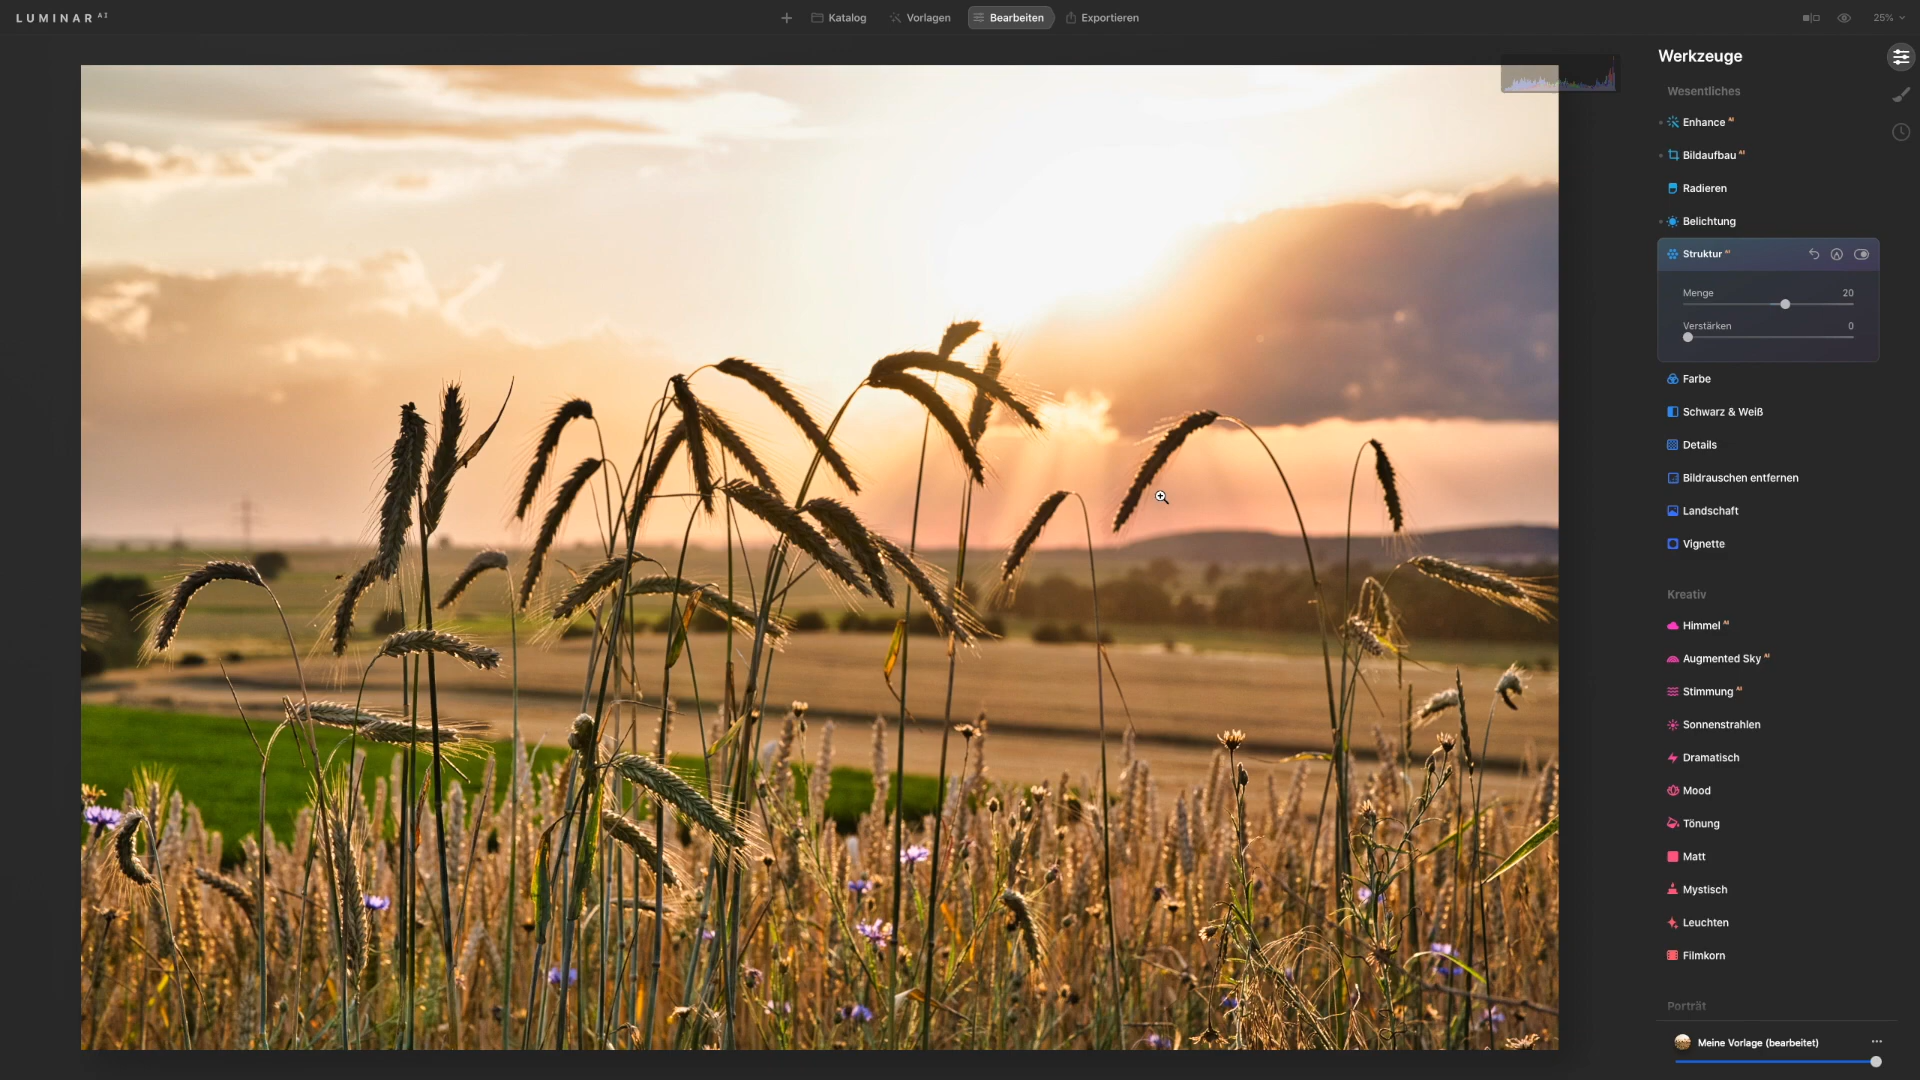 LUMINAR AI
Katalog
Vorlagen
Bearbeiten
Exportieren
25%
Werkzeuge
Wesentliches
Enhance AI
Bildaufbau AI
Radieren
Belichtung
Struktur AI
Menge 20
Verstärken 0
Farbe
Schwarz & Weiß
Details
Bildrauschen entfernen
Landschaft
Vignette
Kreativ
Himmel AI
Augmented Sky AI
Stimmung AI
Sonnenstrahlen
Dramatisch
Mood
Tönung
Matt
Mystisch
Leuchten
Filmkorn
Porträt
Meine Vorlage (bearbeitet)